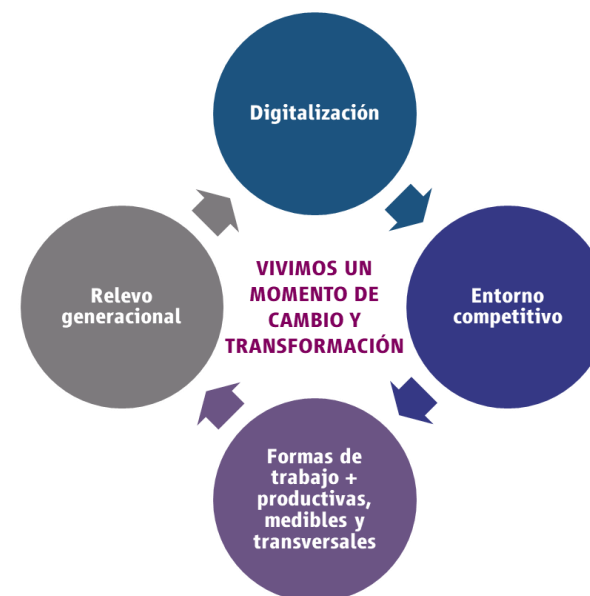 Digitalización
VIVIMOS UN
MOMENTO DE
CAMBIO Y
TRANSFORMACIÓN
Entorno
competitivo
Formas de
trabajo +
productivas,
medibles y
transversales
Relevo
generacional